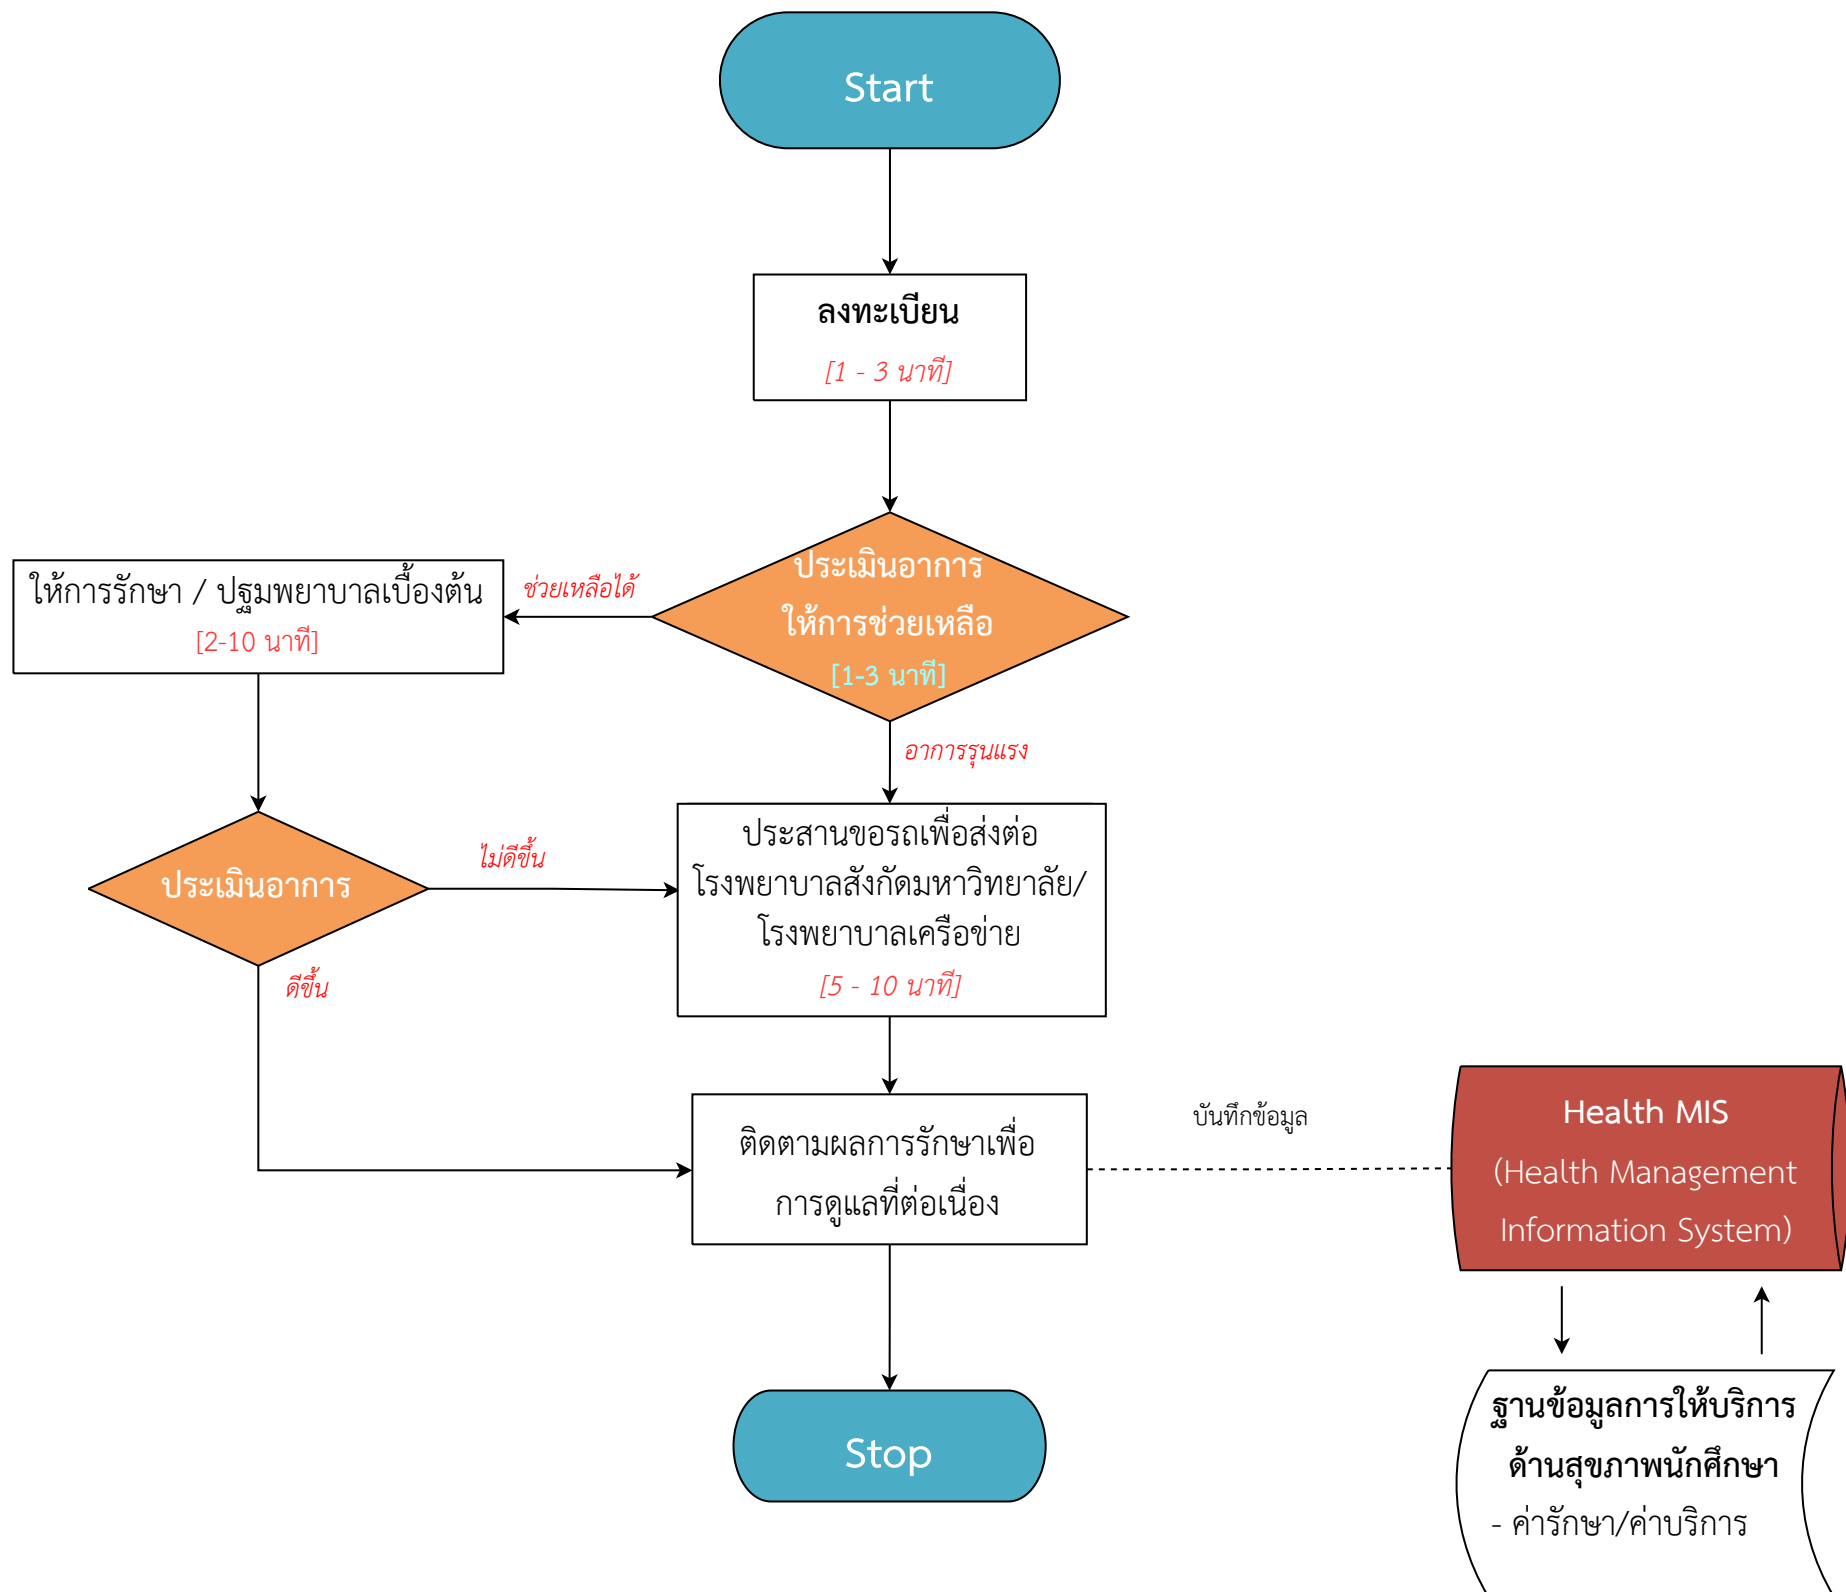 Start
ลงทะเบียน
[1 - 3 นาที]
ประเมินอาการ
ให้การช่วยเหลือ
[1-3 นาที]
ช่วยเหลือได้
ให้การรักษา / ปฐมพยาบาลเบื้องต้น
[2-10 นาที]
อาการรุนแรง
ประเมินอาการ
ไม่ดีขึ้น
ประสานขอรถเพื่อส่งต่อ
โรงพยาบาลสังกัดมหาวิทยาลัย/
โรงพยาบาลเครือข่าย
[5 - 10 นาที]
ดีขึ้น
ติดตามผลการรักษาเพื่อ
การดูแลที่ต่อเนื่อง
บันทึกข้อมูล
Health MIS
(Health Management
Information System)
Stop
ฐานข้อมูลการให้บริการ
ด้านสุขภาพนักศึกษา
- ค่ารักษา/ค่าบริการ